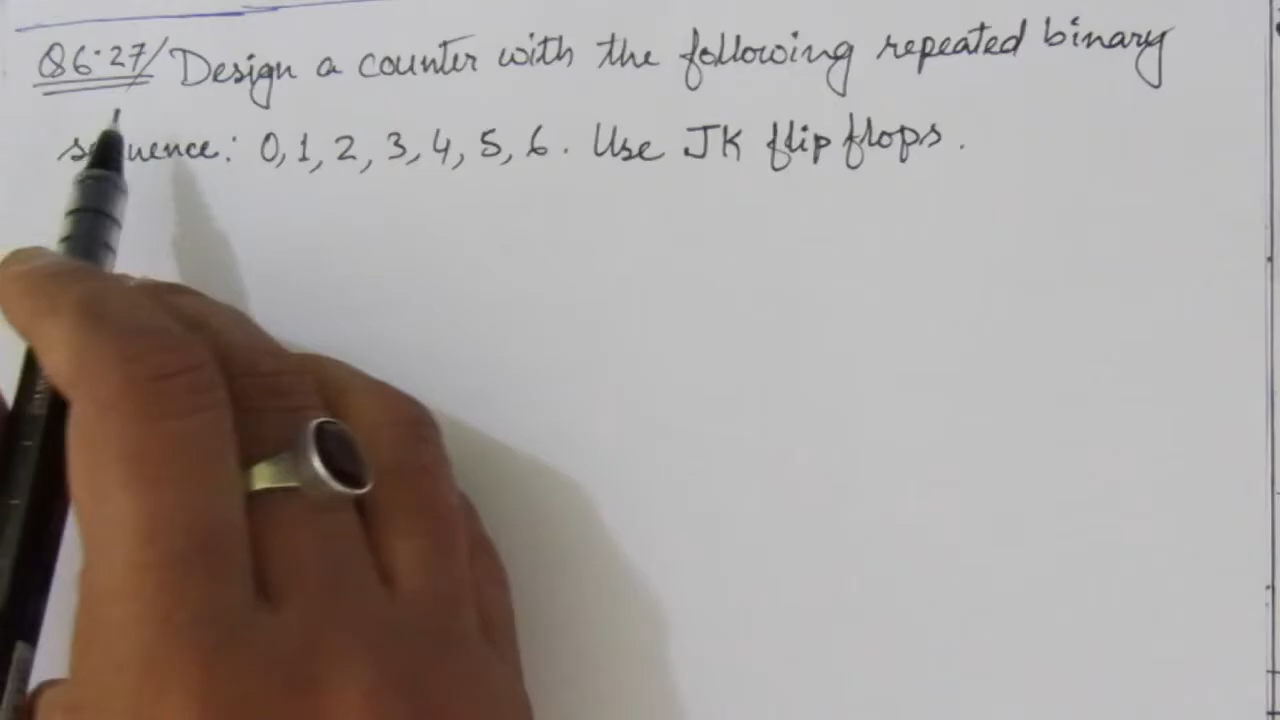 Q6.27/ Design a counter with the following repeated binary
: 0, 1, 2, 3, 4, 5, 6. Use JK flip flops.